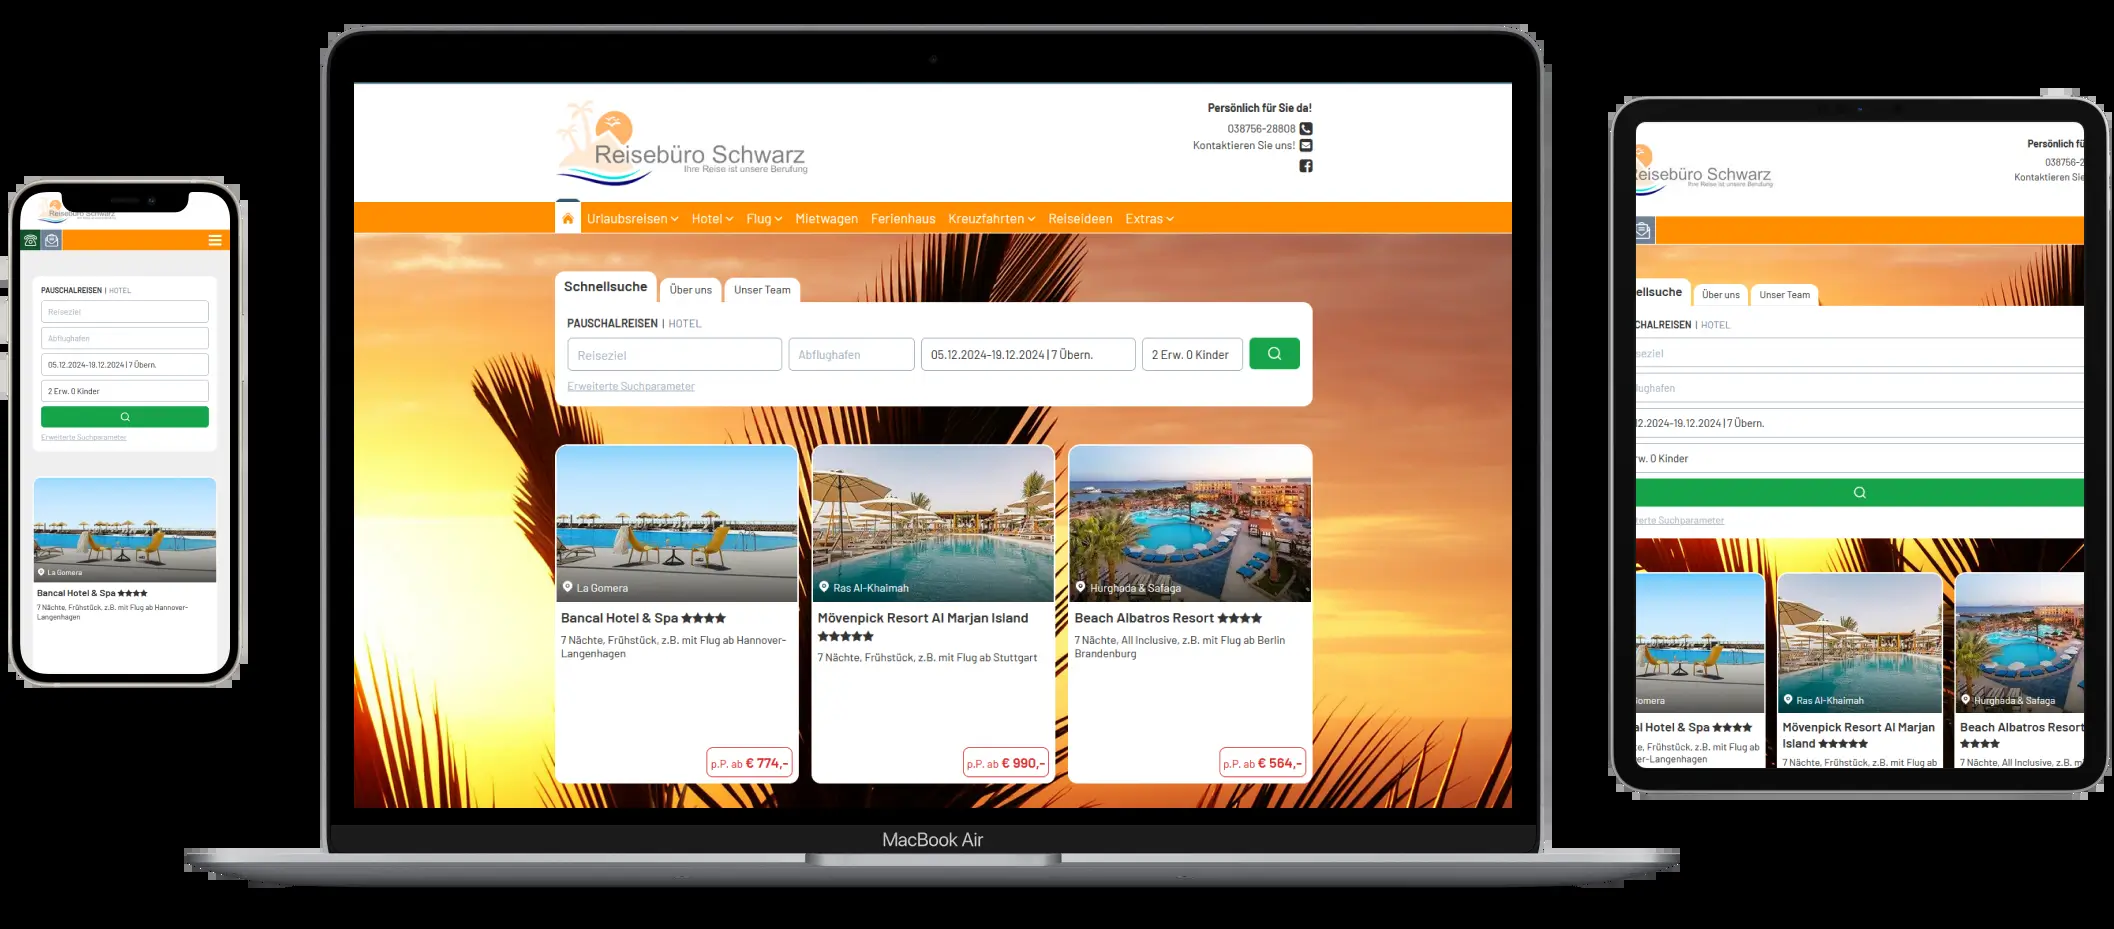 Reisebüro Schwarz
PAUSCHALREISEN | HOTEL
Reiseziel
Abflughafen
05.12.2024-19.12.2024 | 7 Übern.
2 Erw. 0 Kinder
Erweiterte Suchparameter
La Gomera
Bancal Hotel & Spa ★★★★
7 Nächte, Frühstück, z.B. mit Flug ab Hannover-
Langenhagen
Reisebüro Schwarz
Ihre Reise ist unsere Berufung
Persönlich für Sie da!
038756-28808
Kontaktieren Sie uns!
Urlaubsreisen Hotel Flug Mietwagen Ferienhaus Kreuzfahrten Reiseideen Extras
Schnellsuche Über uns Unser Team
PAUSCHALREISEN | HOTEL
Reiseziel Abflughafen 05.12.2024-19.12.2024 | 7 Übern. 2 Erw. 0 Kinder
Erweiterte Suchparameter
La Gomera
Bancal Hotel & Spa ★★★★
7 Nächte, Frühstück, z.B. mit Flug ab Hannover-
Langenhagen
p.P. ab € 774,-
Ras Al-Khaimah
Mövenpick Resort Al Marjan Island
★★★★★
7 Nächte, Frühstück, z.B. mit Flug ab Stuttgart
p.P. ab € 990,-
Hurghada & Safaga
Beach Albatros Resort ★★★★
7 Nächte, All Inclusive, z.B. mit Flug ab Berlin
Brandenburg
p.P. ab € 564,-
MacBook Air
eisebüro Schwarz
Ihre Reise ist unsere Berufung
Persönlich fü
038756-2
Kontaktieren Sie
ellsuche Über uns Unser Team
CHALREISEN | HOTEL
seziel
lughafen
12.2024-19.12.2024 | 7 Übern.
rw. 0 Kinder
terte Suchparameter
omera
al Hotel & Spa ★★★★
e, Frühstück, z.B. mit Flug ab
er-Langenhagen
Ras Al-Khaimah
Mövenpick Resort Al Marjan
Island ★★★★★
7 Nächte, Frühstück, z.B. mit Flug ab
Hurghada & Safaga
Beach Albatros Resort
★★★★
7 Nächte, All Inclusive, z.B. m